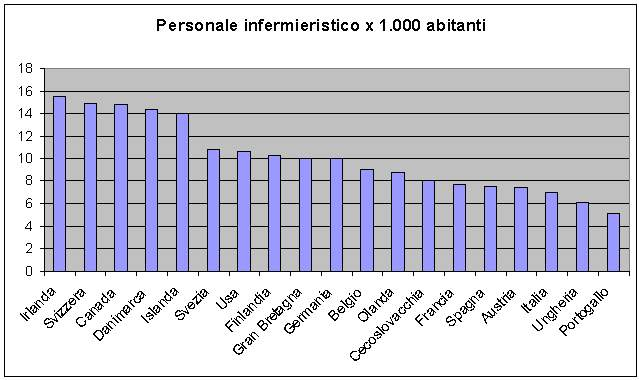 Personale infermieristico x 1.000 abitanti
18
16
14
12
10
8
6
4
2
0
Irlanda
Svizzera
Canada
Danimarca
Islanda
Svezia
Usa
Finlandia
Gran Bretagna
Germania
Belgio
Olanda
Cecoslovacchia
Francia
Spagna
Austria
Italia
Ungheria
Portogallo